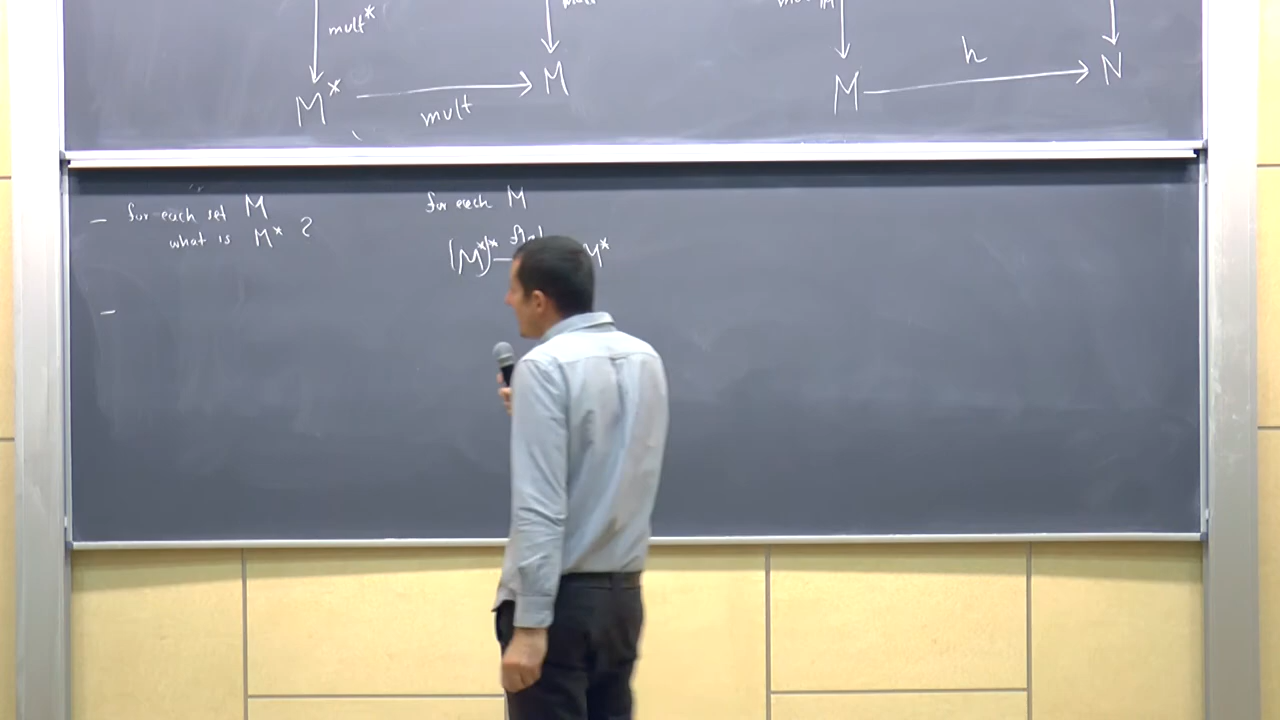 mult*
M* M
mult
h
M N
– for each set M
what is M* ?
–
for each M
(M*)* M*